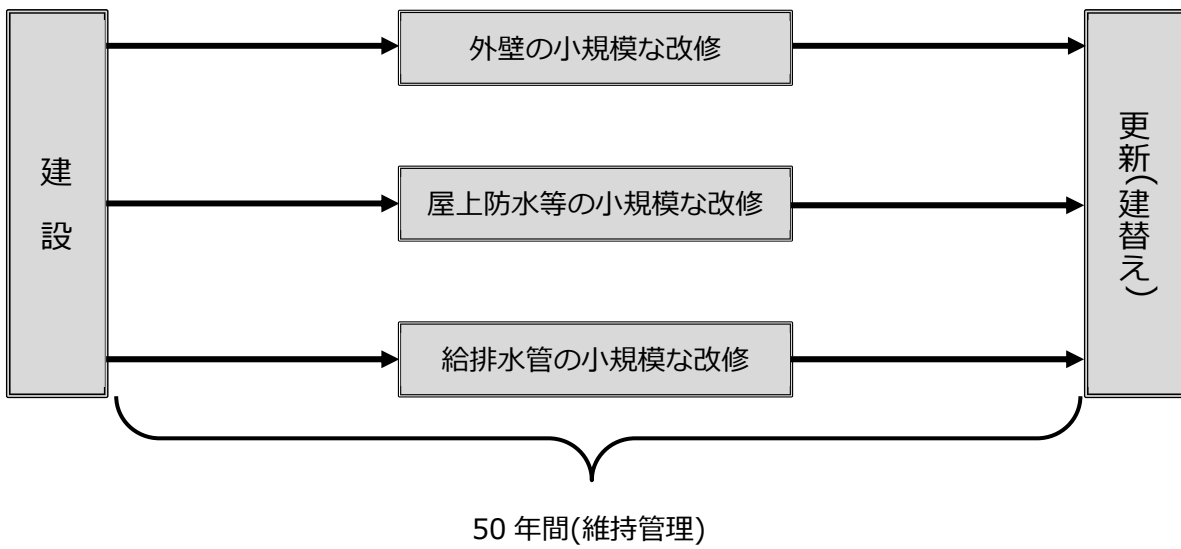 建設
外壁の小規模な改修
屋上防水等の小規模な改修
給排水管の小規模な改修
更新(建替え)
50 年間(維持管理)